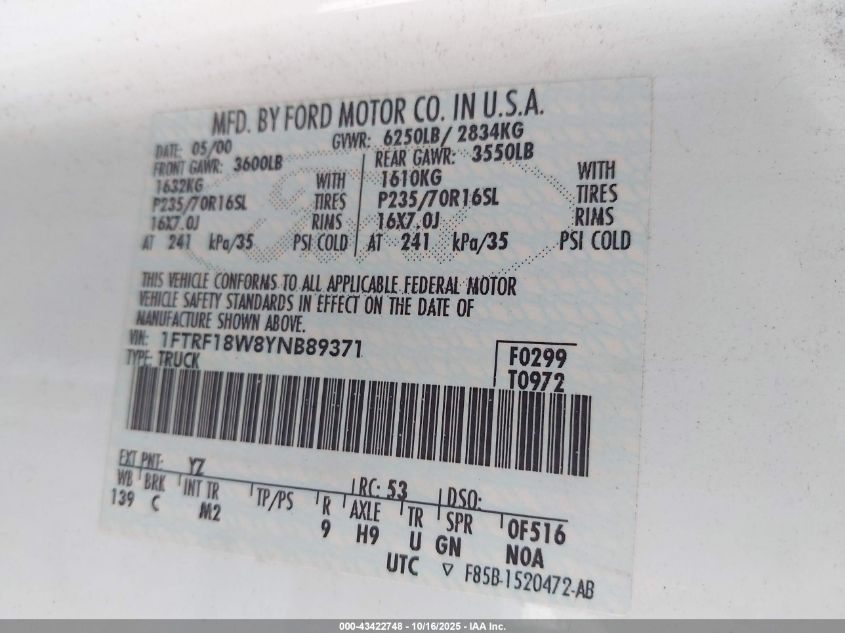 MFD. BY FORD MOTOR CO. IN U.S.A.
DATE: 05/00 GVWR: 6250LB/ 2834KG
FRONT GAWR: 3600LB REAR GAWR: 3550LB
1632KG WITH 1610KG WITH
P235/70R16SL TIRES P235/70R16SL TIRES
16X7.0J RIMS 16X7.0J RIMS
AT 241 kPa/35 PSI COLD AT 241 kPa/35 PSI COLD
THIS VEHICLE CONFORMS TO ALL APPLICABLE FEDERAL MOTOR
VEHICLE SAFETY STANDARDS IN EFFECT ON THE DATE OF
MANUFACTURE SHOWN ABOVE.
VIN: 1FTRF18W8YNB89371 F0299
TYPE: TRUCK T0972
EXT PNT: YZ RC: 53 DSO:
WB BRK INT TR TP/PS R AXLE TR SPR 0F516
139 C M2 9 H9 U GN N0A
UTC ▽ F85B-1520472-AB
000-43422748 - 10/16/2025 - IAA Inc.